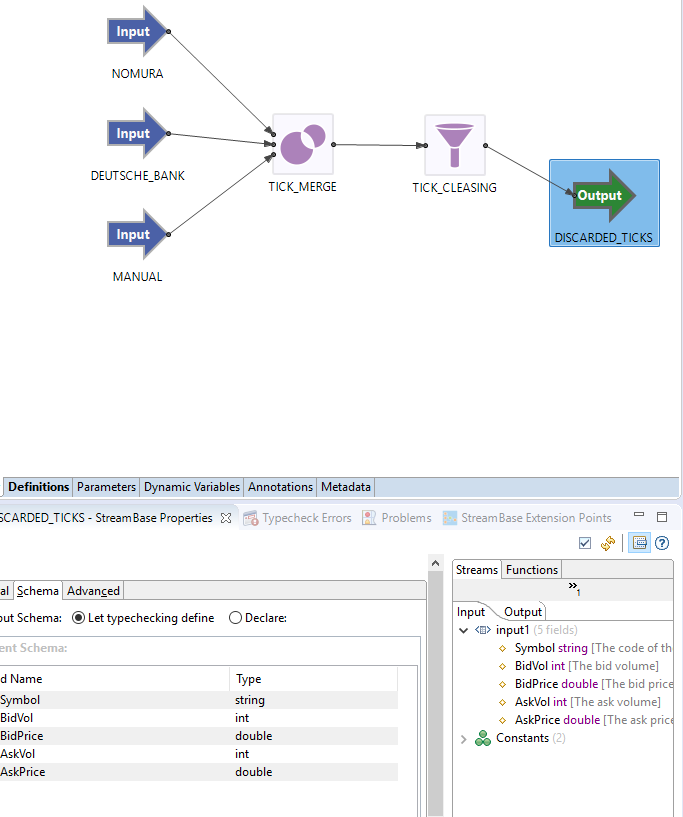 Input
NOMURA
Input
DEUTSCHE_BANK
TICK_MERGE
TICK_CLEASING
Output
DISCARDED_TICKS
Input
MANUAL
Definitions Parameters Dynamic Variables Annotations Metadata
SCARDED_TICKS - StreamBase Properties Typecheck Errors Problems StreamBase Extension Points
al Schema Advanced
put Schema: Let typechecking define Declare:
ent Schema:
d Name Type
Symbol string
BidVol int
BidPrice double
AskVol int
AskPrice double
Streams Functions
»1
Input Output
input1 (5 fields)
Symbol string [The code of th
BidVol int [The bid volume]
BidPrice double [The bid price
AskVol int [The ask volume]
AskPrice double [The ask price
Constants (2)